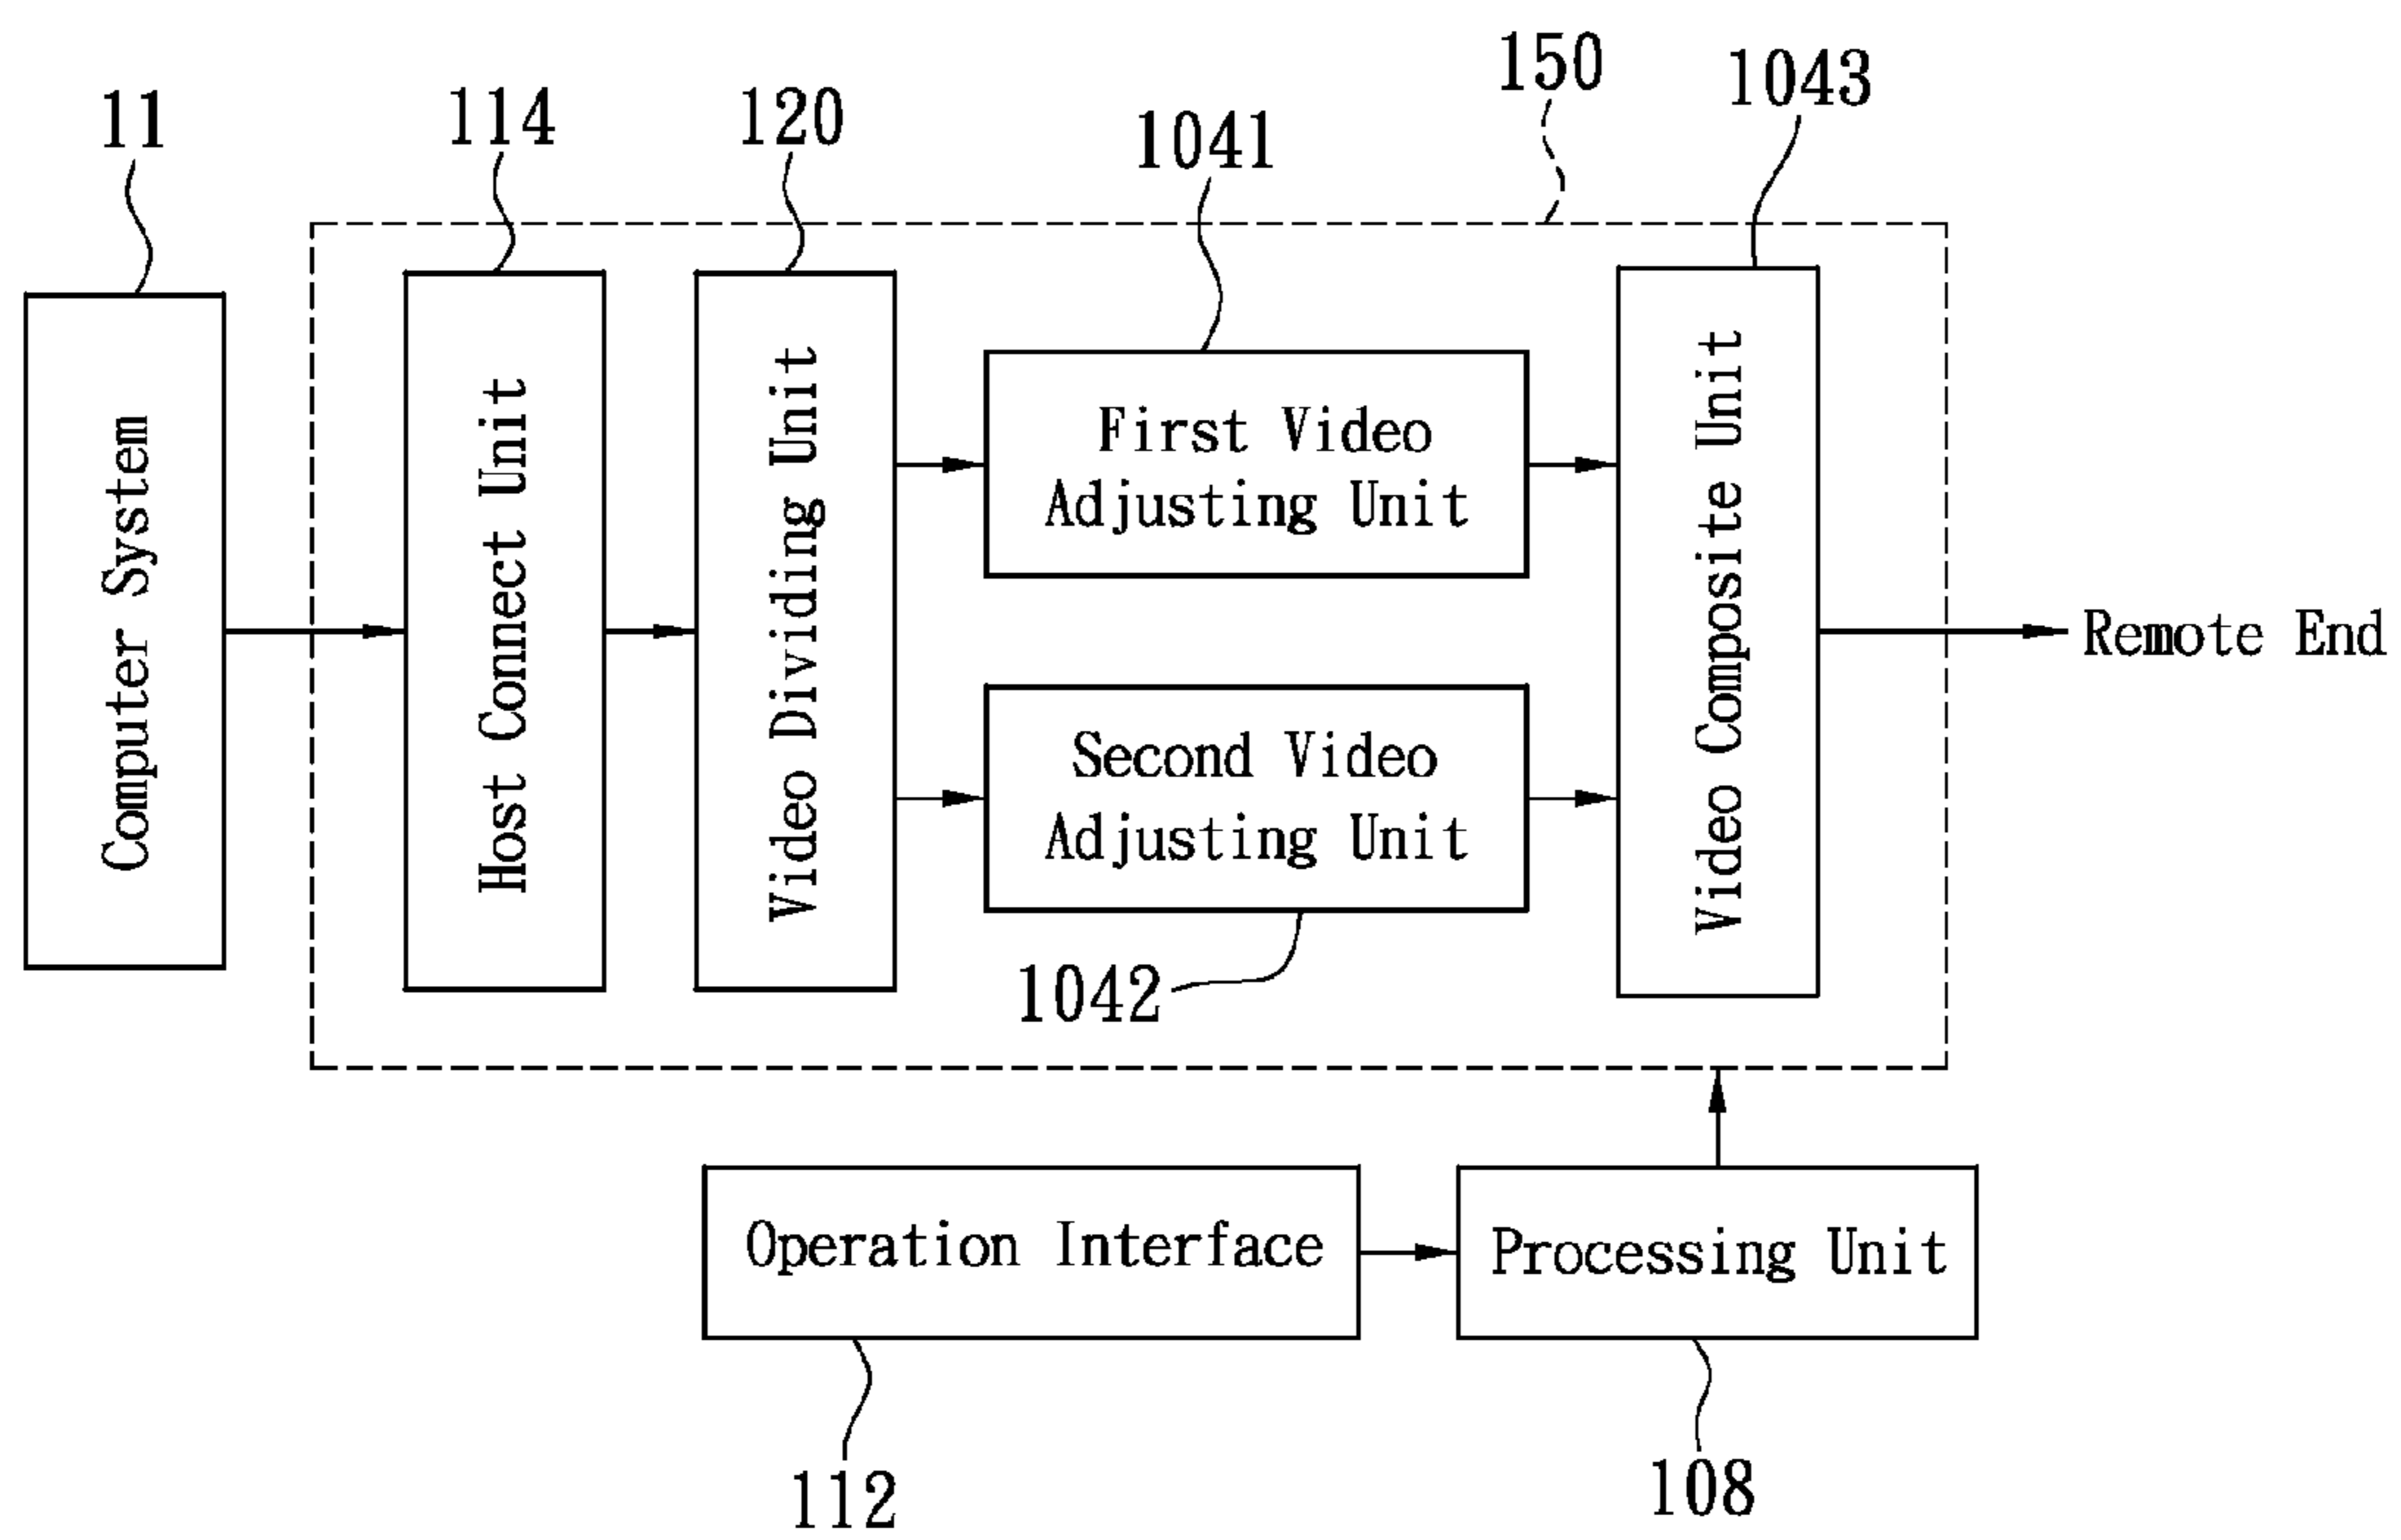 150
1043
11
114
120
1041
Computer System
Host Connect Unit
Video Dividing Unit
First Video
Adjusting Unit
Second Video
Adjusting Unit
1042
Video Composite Unit
Remote End
Operation Interface
Processing Unit
112
108